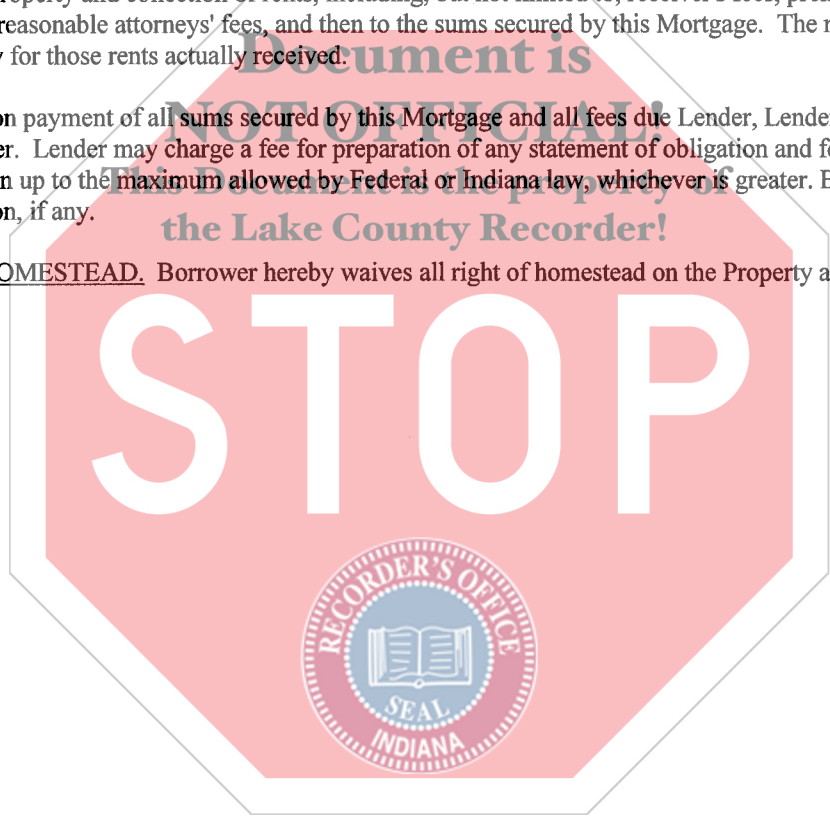 reasonable attorneys' fees, and then to the sums secured by this Mortgage. The
for those rents actually received.
Document is
NOT OFFICIAL!
on payment of all sums secured by this Mortgage and all fees due Lender,
er. Lender may charge a fee for preparation of any statement of obligation and
n up to the maximum allowed by Federal or Indiana law, whichever is greater.
This Document is the property of
on, if any.
the Lake County Recorder!
OMESTEAD. Borrower hereby waives all right of homestead on the Property
STOP
RECORDER'S OFFICE
SEAL
INDIANA